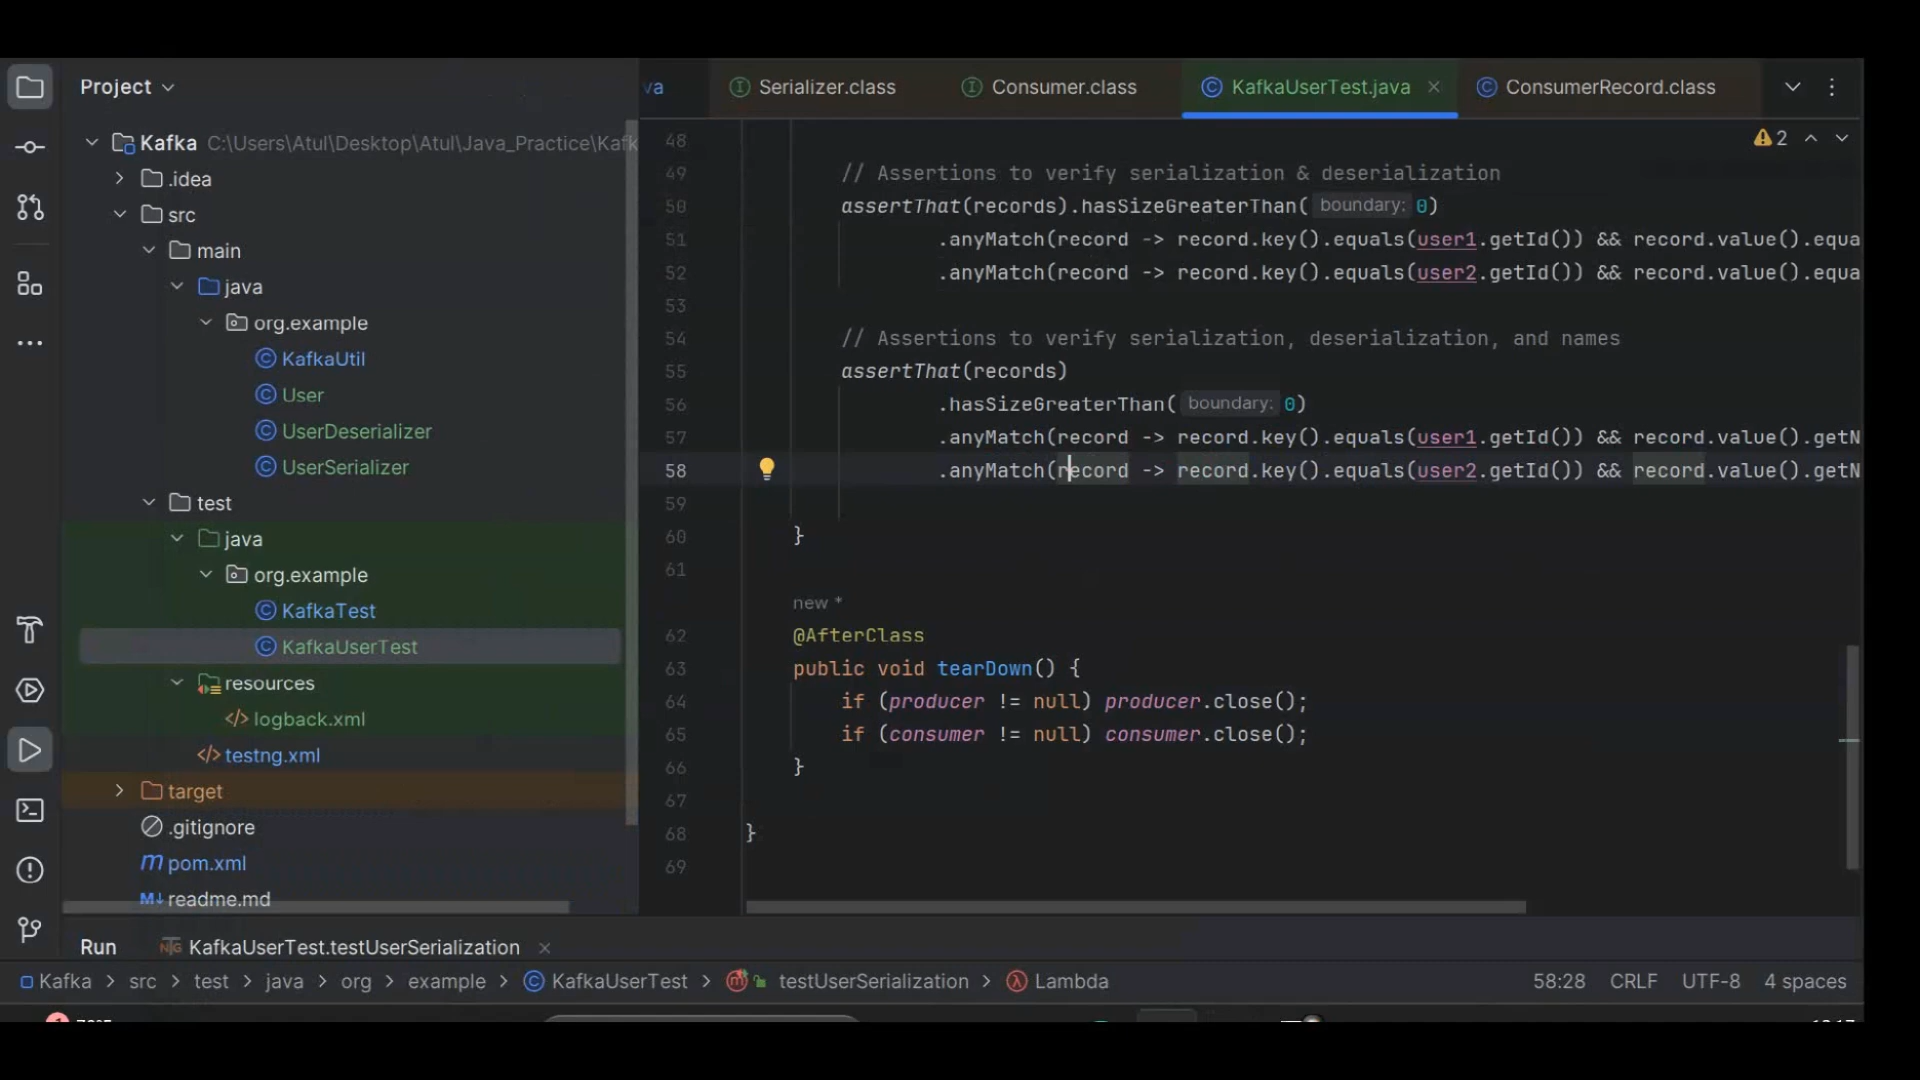 Project
va
Serializer.class
Consumer.class
KafkaUserTest.java
ConsumerRecord.class
Kafka C:\Users\Atul\Desktop\Atul\Java_Practice\Kafk
.idea
src
main
java
org.example
KafkaUtil
User
UserDeserializer
UserSerializer
test
java
org.example
KafkaTest
KafkaUserTest
resources
logback.xml
testng.xml
target
.gitignore
pom.xml
readme.md
2
48
49 // Assertions to verify serialization & deserialization
50 assertThat(records).hasSizeGreaterThan( boundary: 0)
51 .anyMatch(record -> record.key().equals(user1.getId()) && record.value().equa
52 .anyMatch(record -> record.key().equals(user2.getId()) && record.value().equa
53
54 // Assertions to verify serialization, deserialization, and names
55 assertThat(records)
56 .hasSizeGreaterThan( boundary: 0)
57 .anyMatch(record -> record.key().equals(user1.getId()) && record.value().getN
58 .anyMatch(record -> record.key().equals(user2.getId()) && record.value().getN
59
60 }
61
new *
62 @AfterClass
63 public void tearDown() {
64 if (producer != null) producer.close();
65 if (consumer != null) consumer.close();
66 }
67
68 }
69
Run KafkaUserTest.testUserSerialization
Kafka > src > test > java > org > example > KafkaUserTest > testUserSerialization > Lambda
58:28 CRLF UTF-8 4 spaces